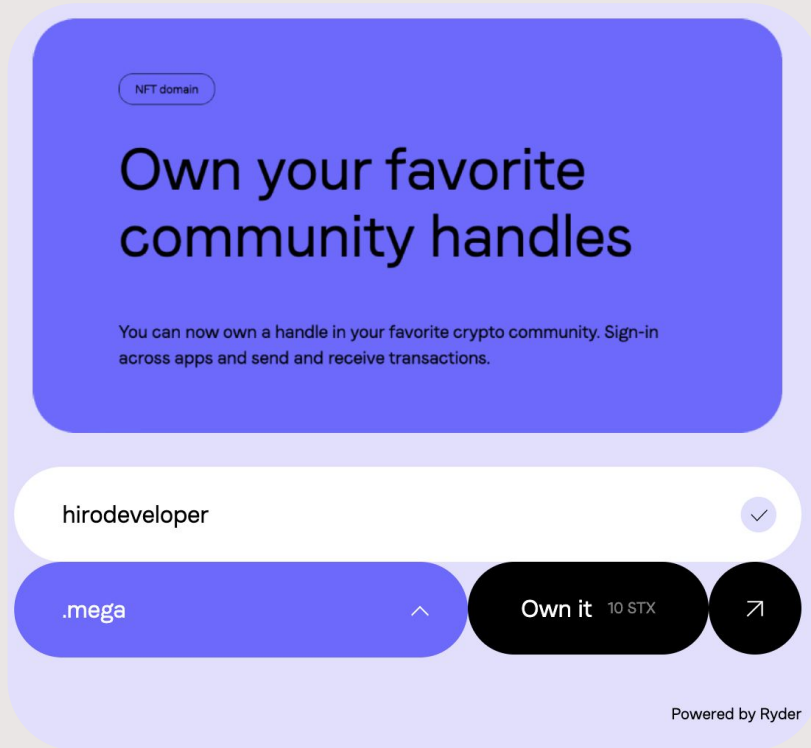 NFT domain
Own your favorite
community handles
You can now own a handle in your favorite crypto community. Sign-in
across apps and send and receive transactions.
hirodeveloper
.mega
Own it 10 STX
Powered by Ryder